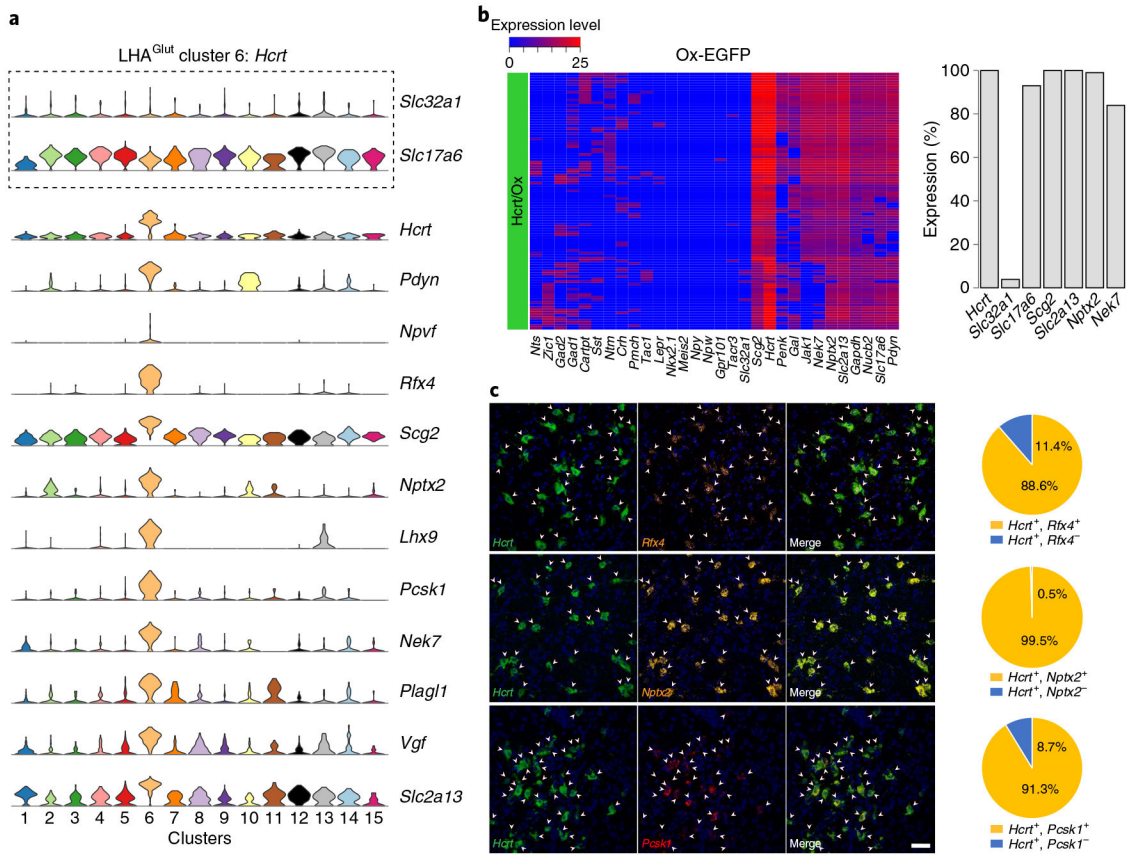 a
LHA^Glut cluster 6: Hcrt
Slc32a1
Slc17a6
Hcrt
Pdyn
Npvf
Rfx4
Scg2
Nptx2
Lhx9
Pcsk1
Nek7
Plagl1
Vgf
Slc2a13
1 2 3 4 5 6 7 8 9 10 11 12 13 14 15
Clusters
b
Expression level
0 25
Ox-EGFP
Hcrt/Ox
Nts Zic1 Gad2 Gad1 Cartpt Sst Ntm Crh Pmch Tac1 Lepr Nkx2.1 Meis2 Npy Npw Gpr101 Tacr3 Slc32a1 Scg2 Hcrt Penk Gal Jak1 Nek7 Nptx2 Slc2a13 Gapdh Nucb2 Slc17a6 Pdyn
Expression (%)
100
80
60
40
20
0
Hcrt Slc32a1 Slc17a6 Scg2 Slc2a13 Nptx2 Nek7
c
Hcrt Rfx4 Merge
11.4%
88.6%
Hcrt+, Rfx4+
Hcrt+, Rfx4–
Hcrt Nptx2 Merge
0.5%
99.5%
Hcrt+, Nptx2+
Hcrt+, Nptx2–
Hcrt Pcsk1 Merge
8.7%
91.3%
Hcrt+, Pcsk1+
Hcrt+, Pcsk1–